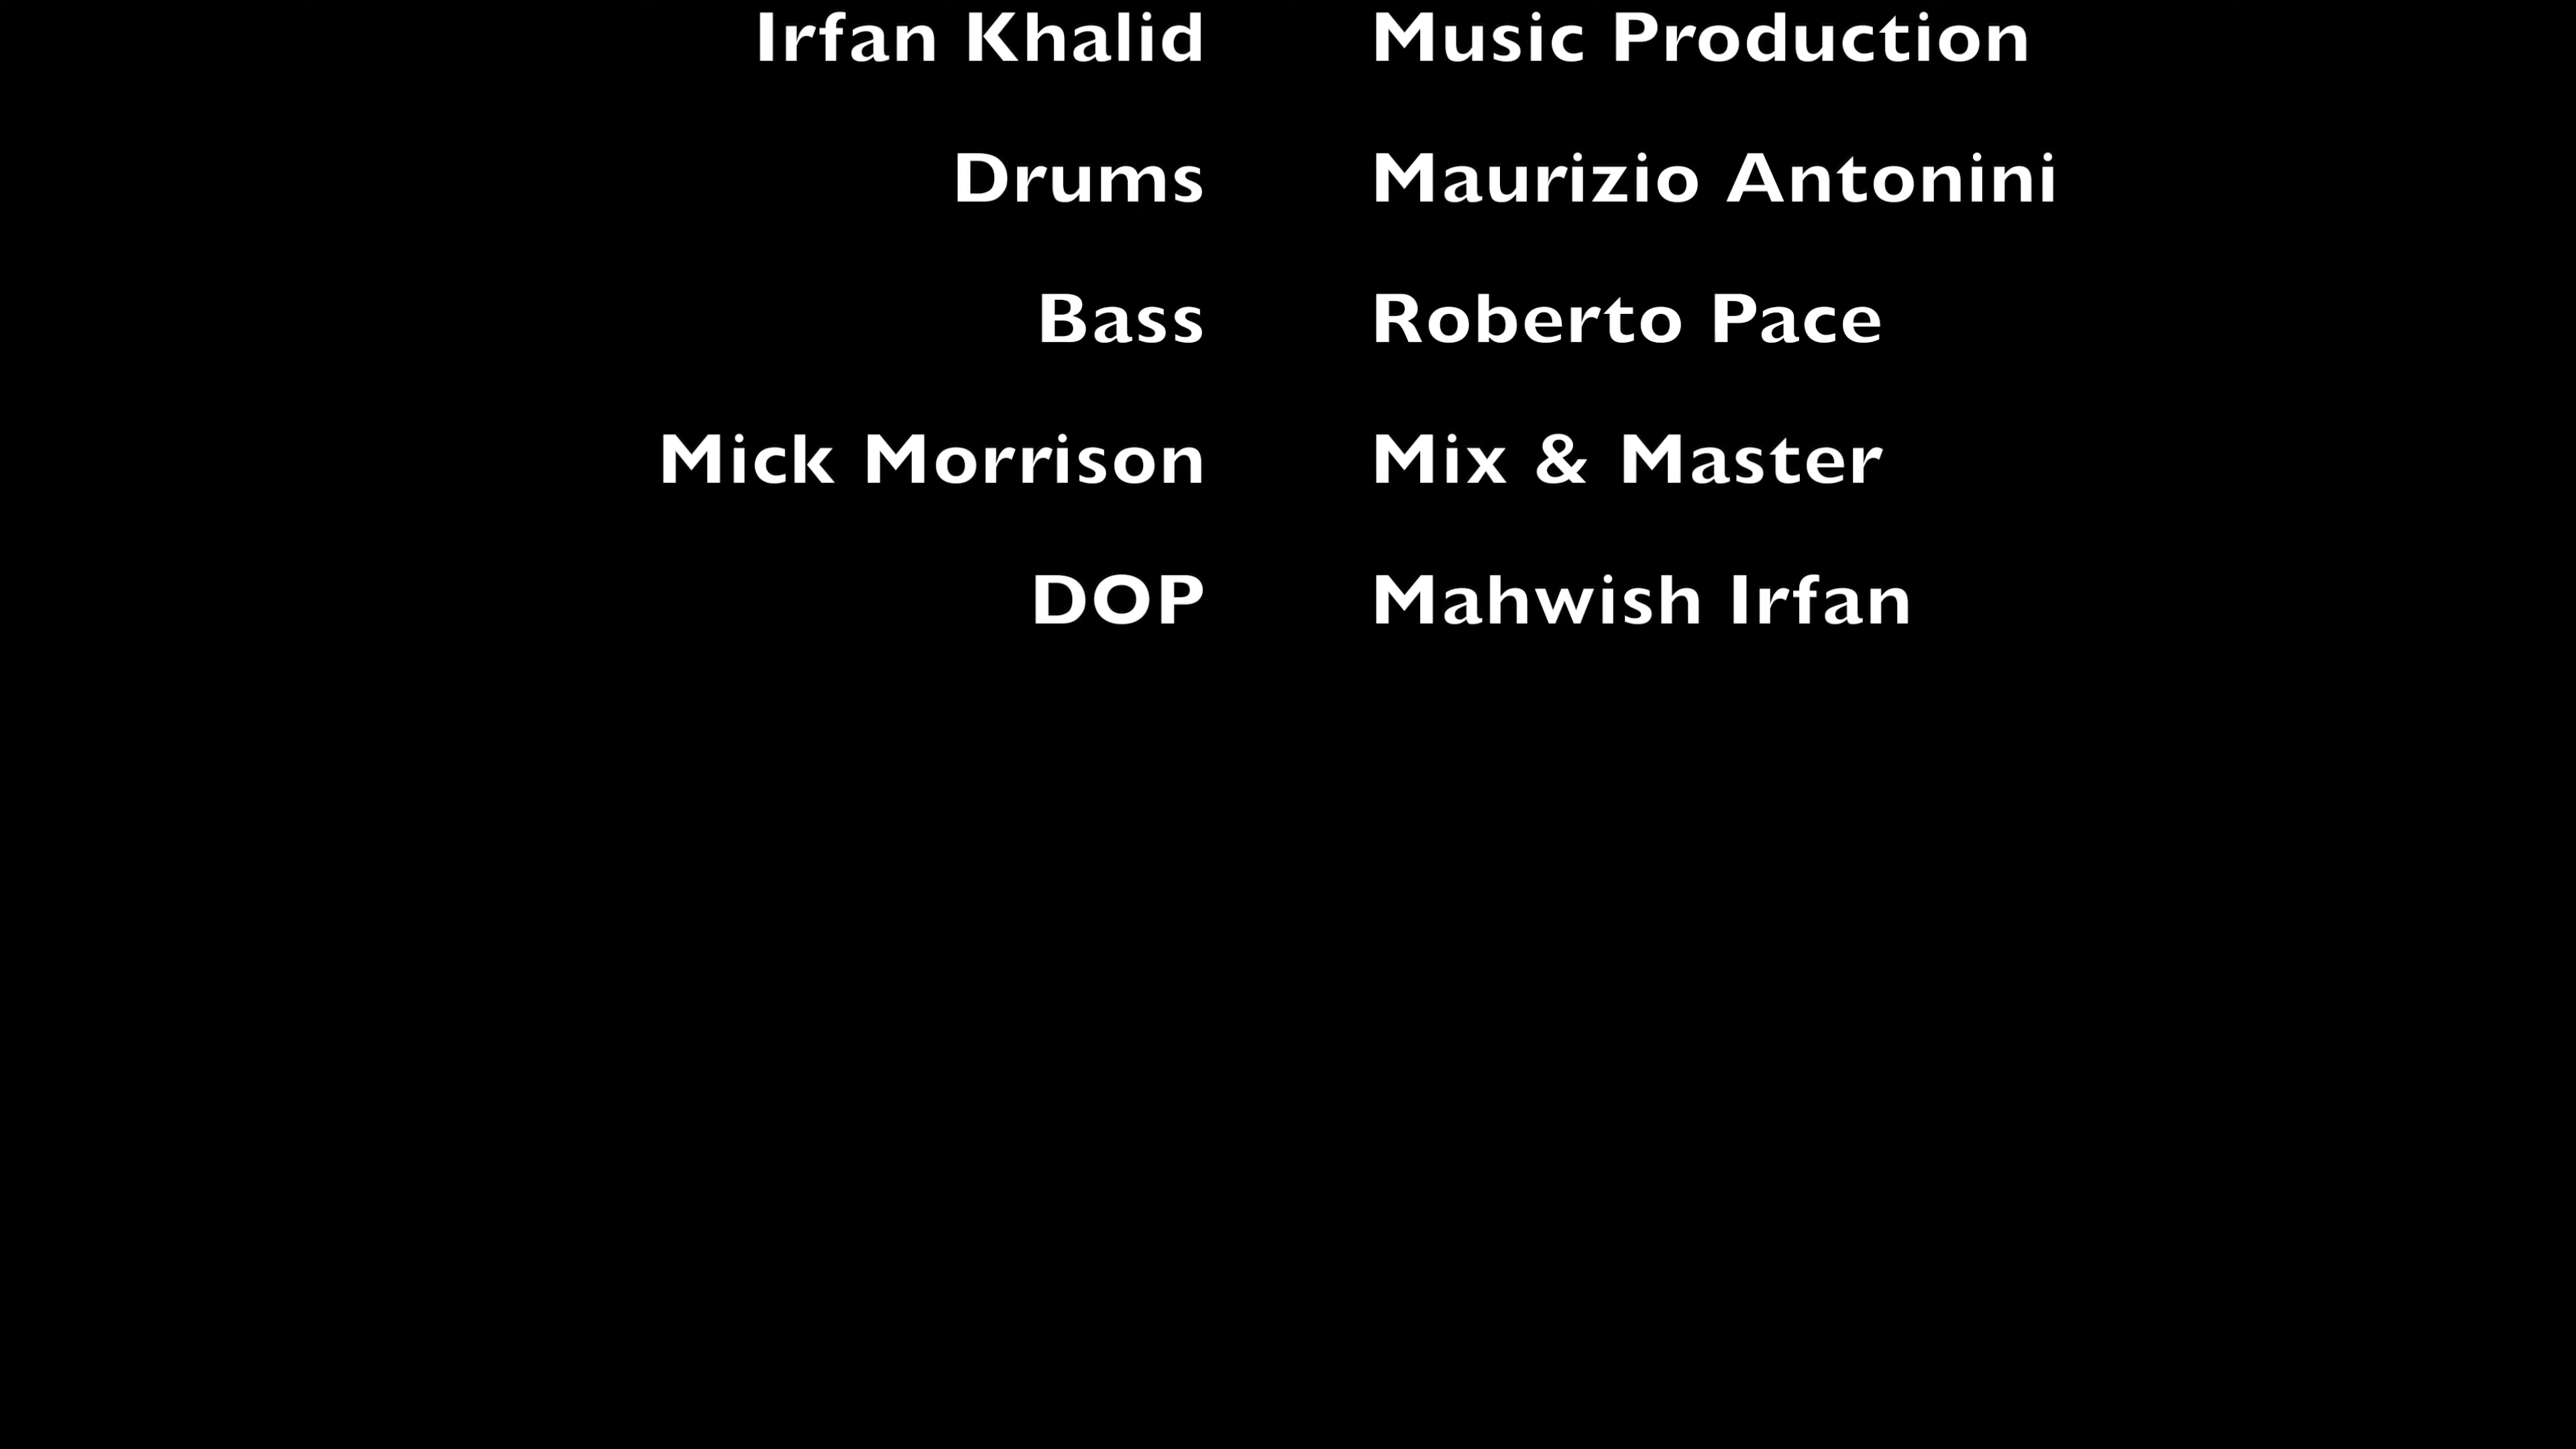 Irfan Khalid Music Production
Drums Maurizio Antonini
Bass Roberto Pace
Mick Morrison Mix & Master
DOP Mahwish Irfan